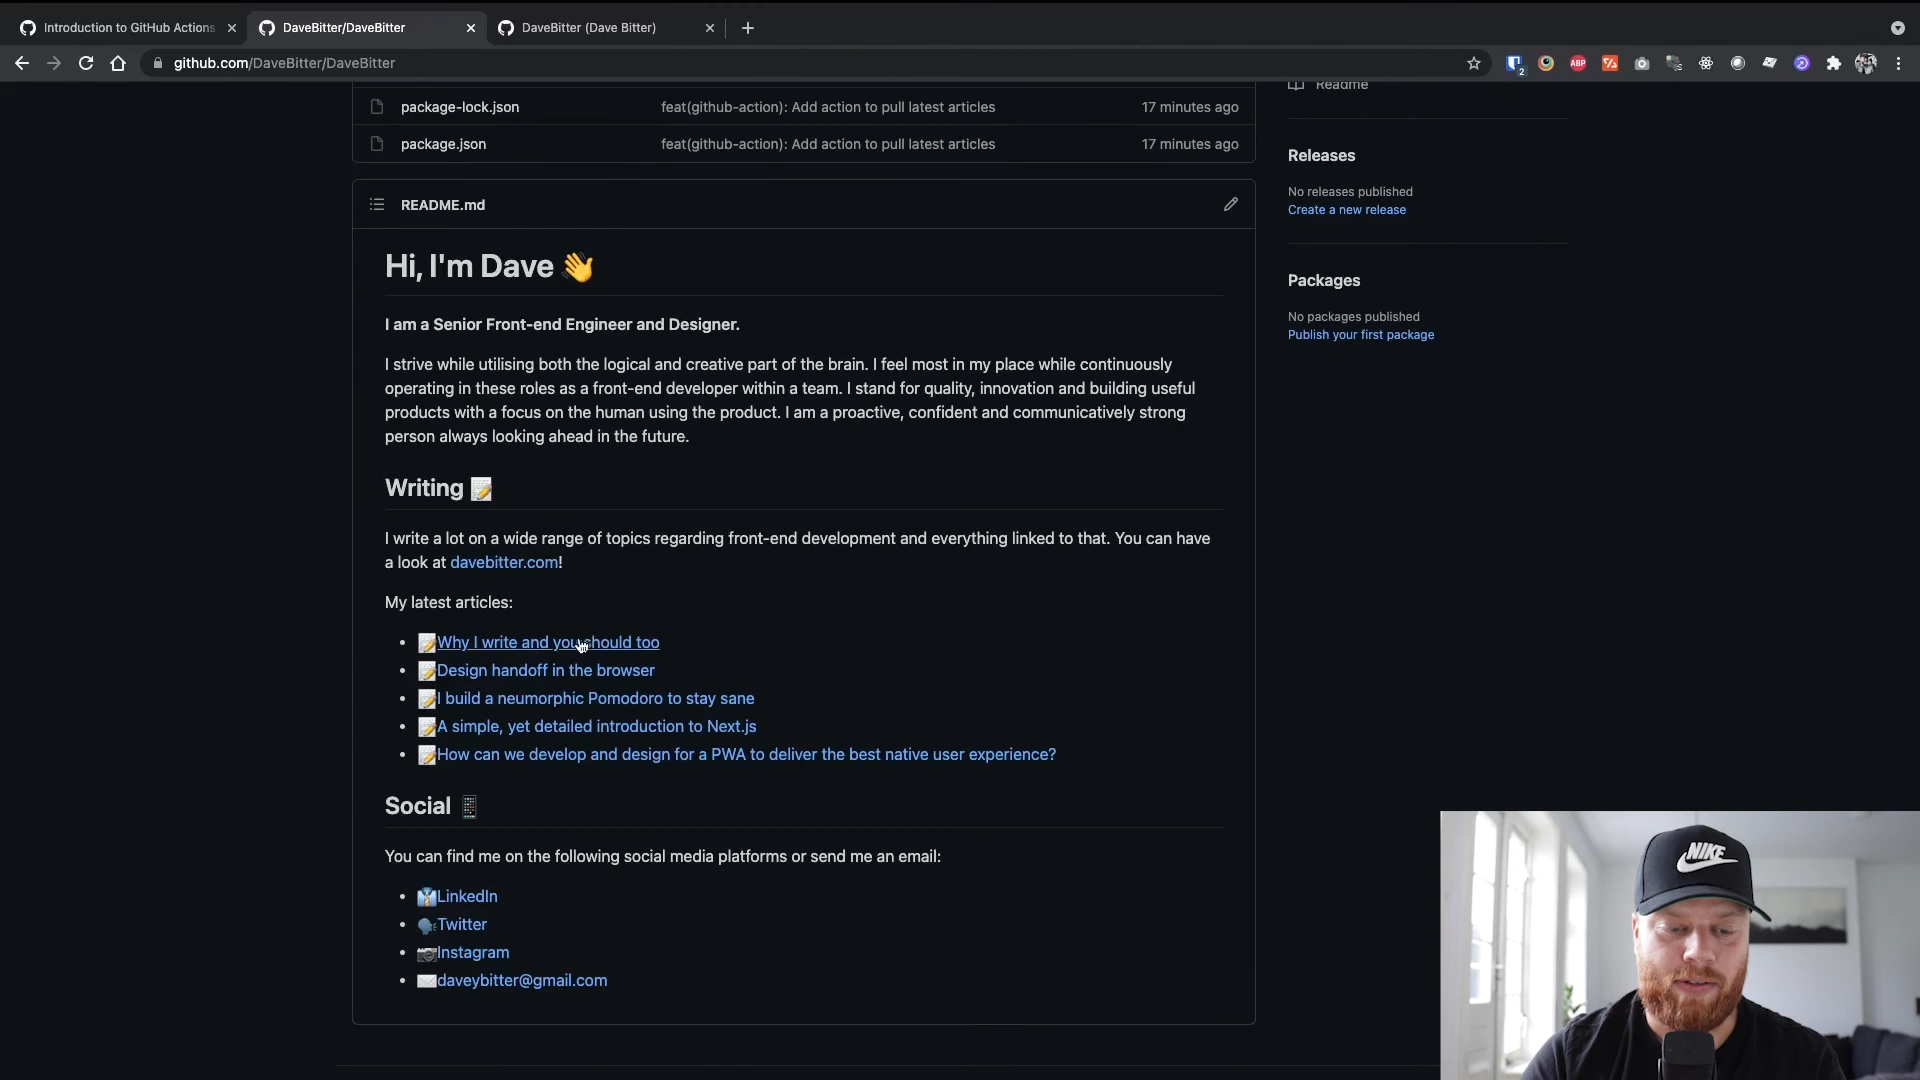 Introduction to GitHub Actions
DaveBitter/DaveBitter
DaveBitter (Dave Bitter)
github.com/DaveBitter/DaveBitter
2
ABP
Readme
package-lock.json
feat(github-action): Add action to pull latest articles
17 minutes ago
package.json
feat(github-action): Add action to pull latest articles
17 minutes ago
Releases
No releases published
Create a new release
README.md
Packages
No packages published
Publish your first package
Hi, I'm Dave 👋
I am a Senior Front-end Engineer and Designer.
I strive while utilising both the logical and creative part of the brain. I feel most in my place while continuously
operating in these roles as a front-end developer within a team. I stand for quality, innovation and building useful
products with a focus on the human using the product. I am a proactive, confident and communicatively strong
person always looking ahead in the future.
Writing 📝
I write a lot on a wide range of topics regarding front-end development and everything linked to that. You can have
a look at davebitter.com!
My latest articles:
• 📝Why I write and you should too
• 📝Design handoff in the browser
• 📝I build a neumorphic Pomodoro to stay sane
• 📝A simple, yet detailed introduction to Next.js
• 📝How can we develop and design for a PWA to deliver the best native user experience?
Social 📱
You can find me on the following social media platforms or send me an email:
• 👔LinkedIn
• 🗣Twitter
• 📷Instagram
• ✉️daveybitter@gmail.com
NIKE